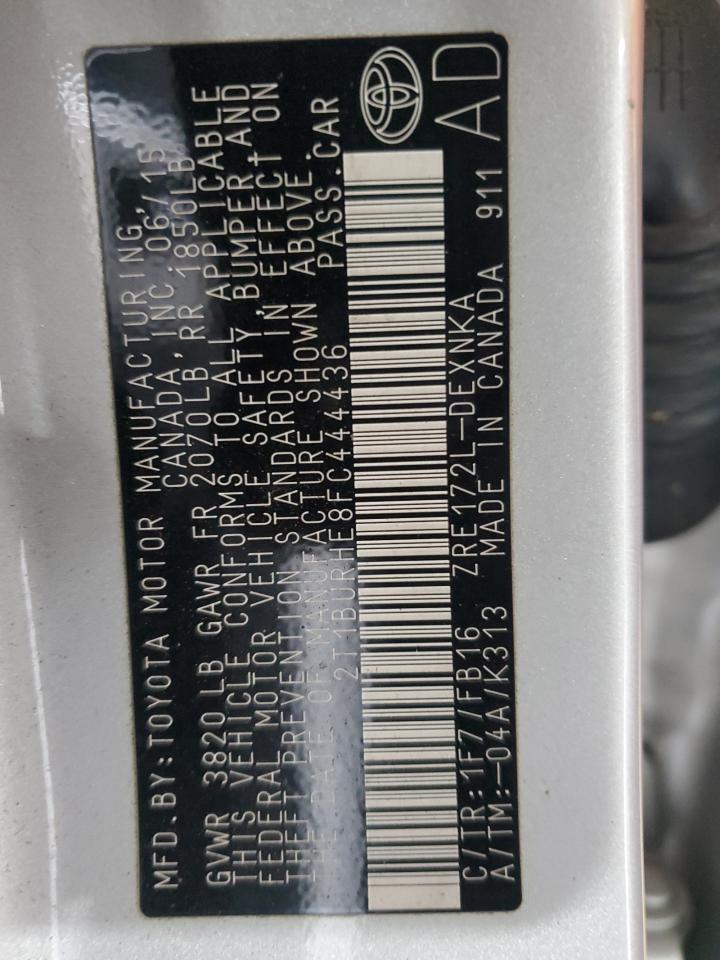 MFD.BY:TOYOTA MOTOR MANUFACTURING,
CANADA, INC. 06/15
GVWR 3820 LB GAWR FR 2070LB, RR 1850LB
THIS VEHICLE CONFORMS TO ALL APPLICABLE
FEDERAL MOTOR VEHICLE SAFETY, BUMPER, AND
THEFT PREVENTION STANDARDS IN EFFECT ON
THE DATE OF MANUFACTURE SHOWN ABOVE.
2T1BURHE8FC444436 PASS.CAR
C/TR:1F7/FB16 ZRE172L-DEXNKA
A/TM:-04A/K313 MADE IN CANADA 911
AD